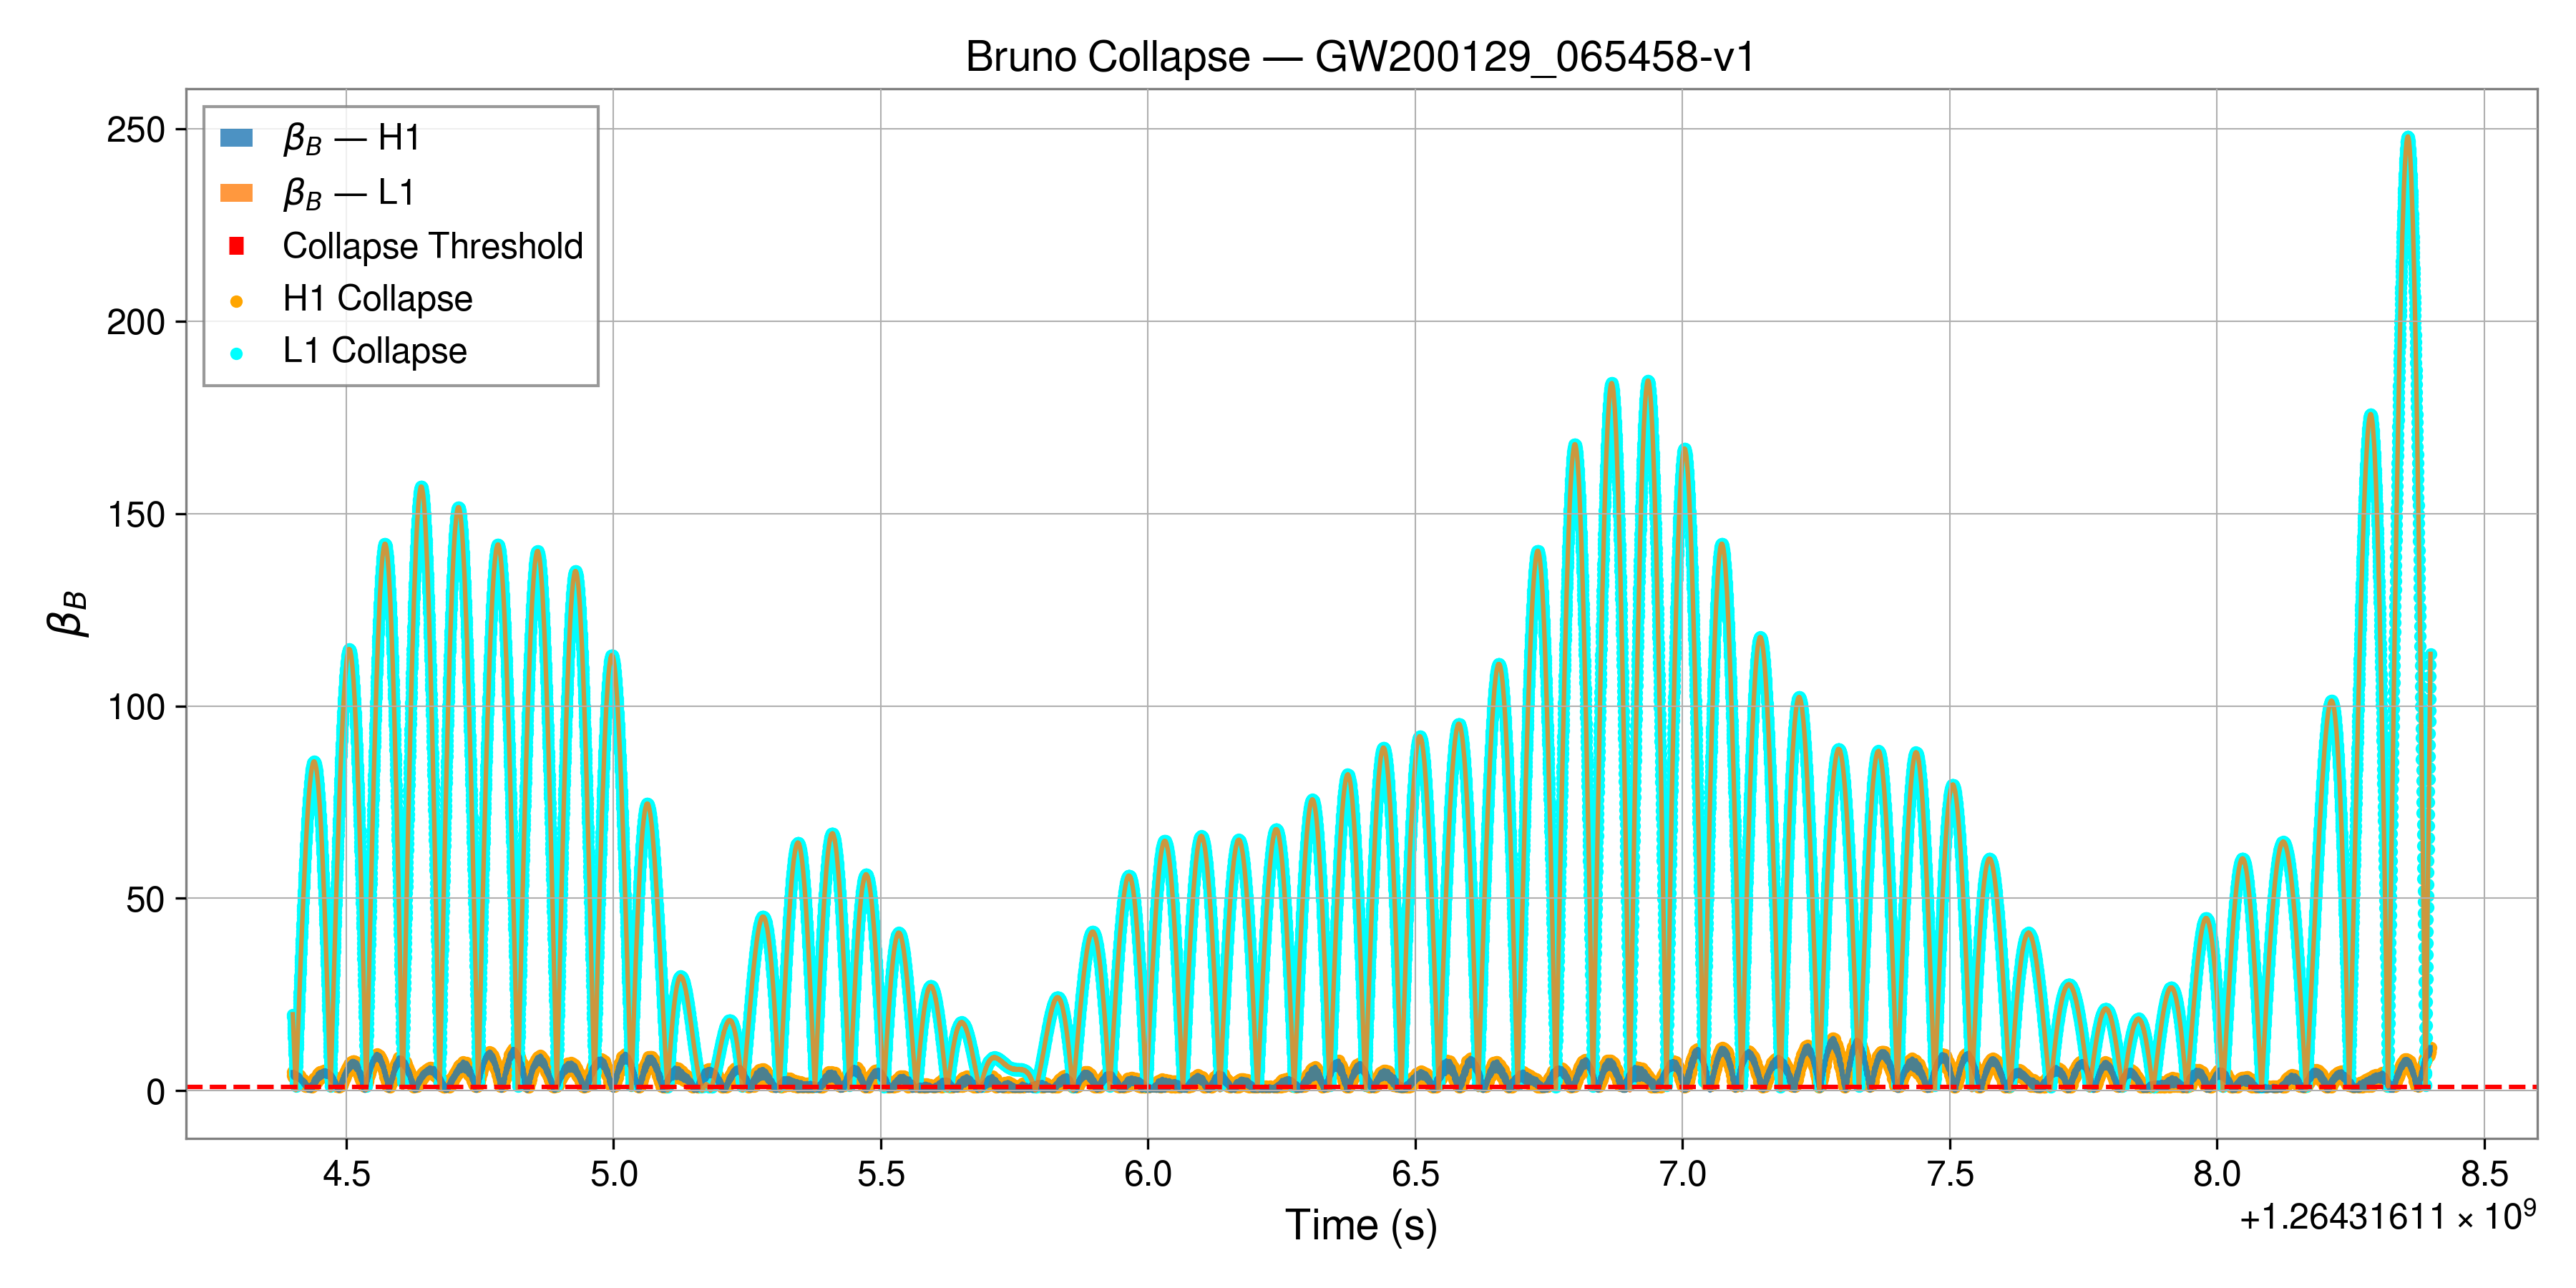 Bruno Collapse — GW200129_065458-v1
β_B — H1
β_B — L1
Collapse Threshold
H1 Collapse
L1 Collapse
250
200
150
100
50
0
β_B
4.5 5.0 5.5 6.0 6.5 7.0 7.5 8.0 8.5
Time (s)
+1.26431611 × 10⁹